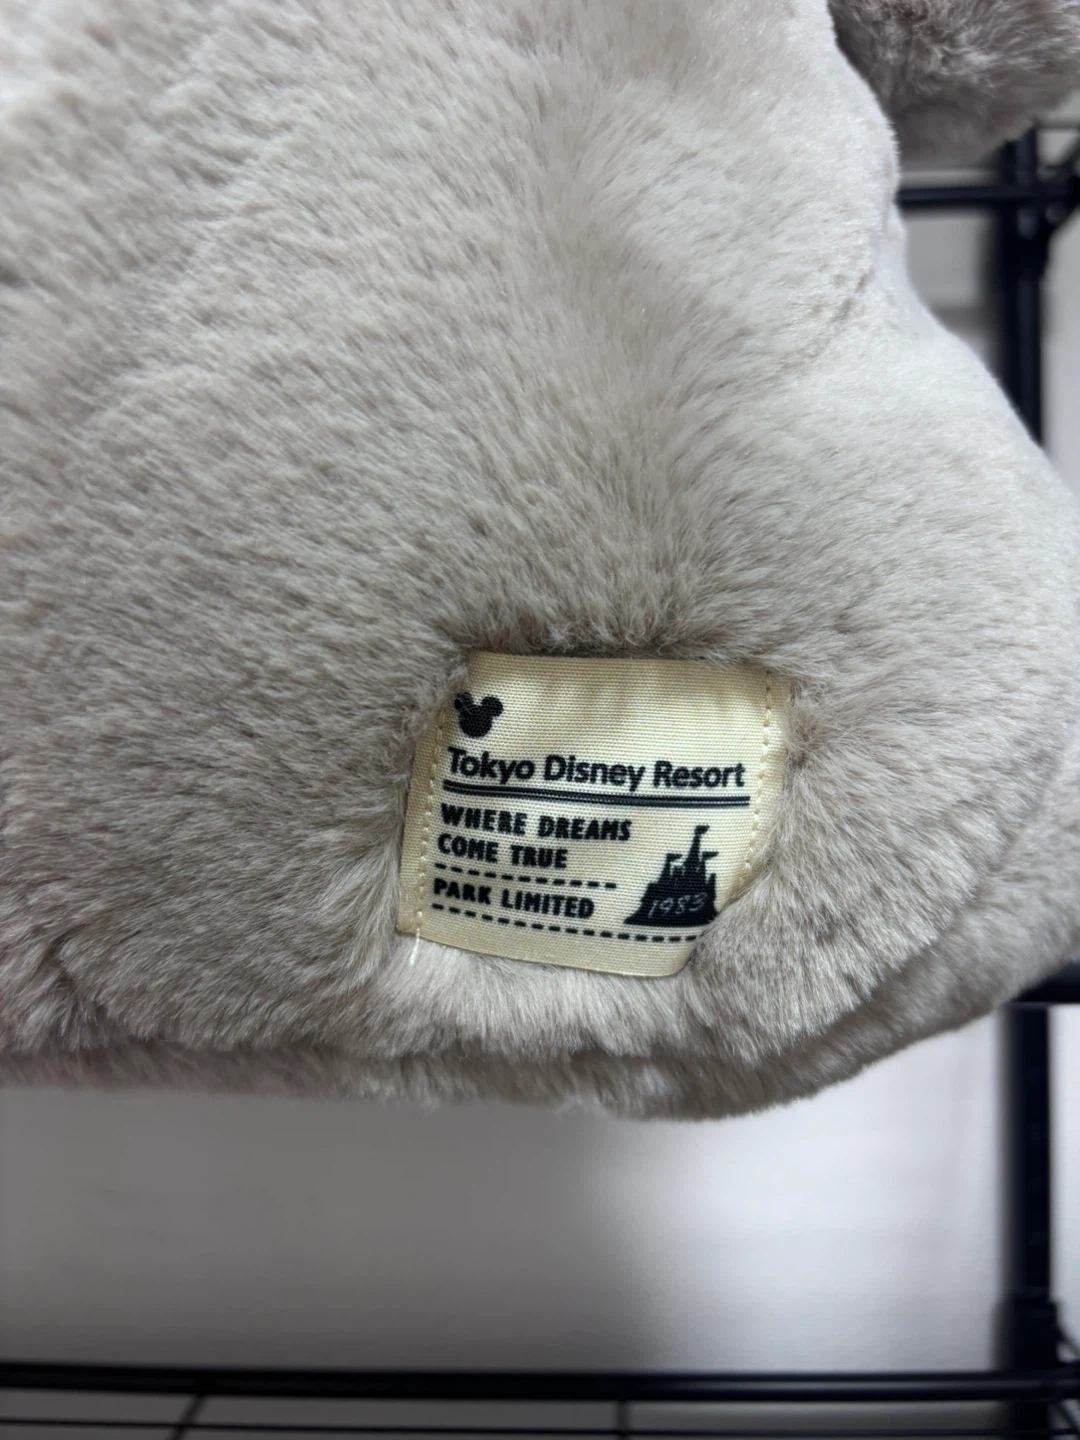 Tokyo Disney Resort
WHERE DREAMS
COME TRUE
PARK LIMITED
1983